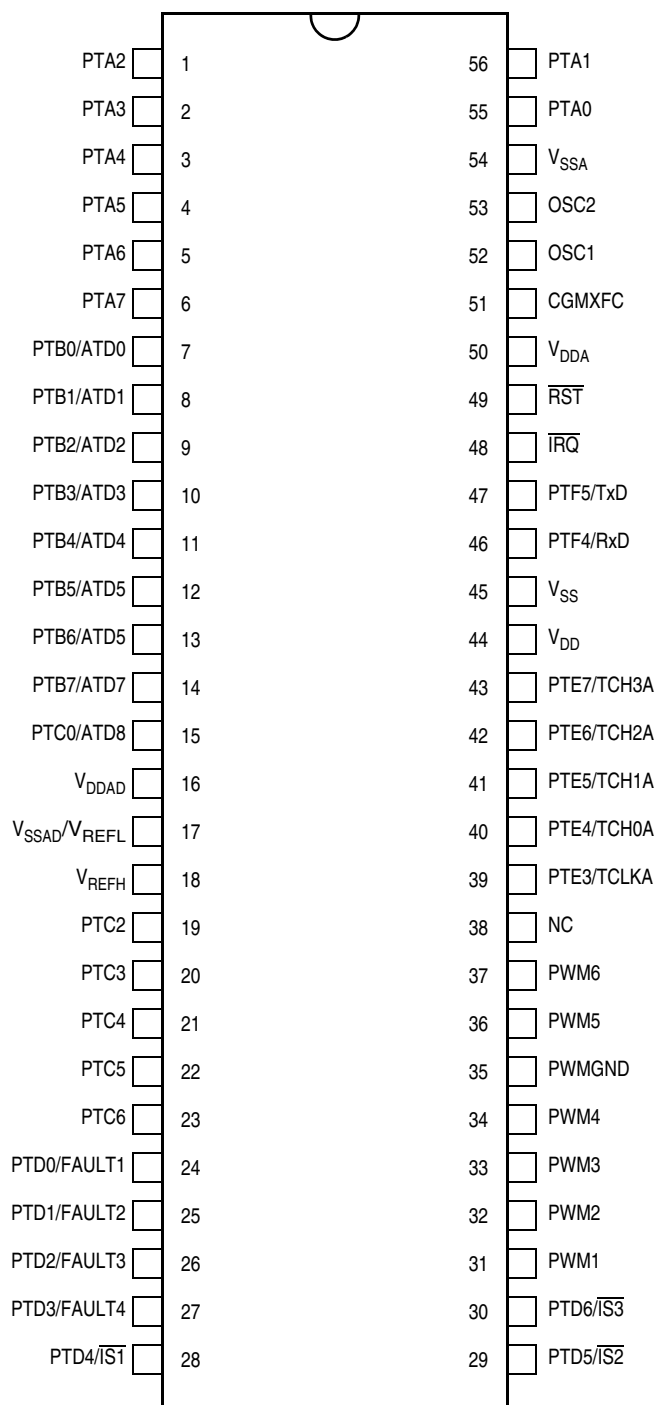 PTA2 1 56 PTA1
PTA3 2 55 PTA0
PTA4 3 54 VSSA
PTA5 4 53 OSC2
PTA6 5 52 OSC1
PTA7 6 51 CGMXFC
PTB0/ATD0 7 50 VDDA
PTB1/ATD1 8 49 R̅S̅T̅
PTB2/ATD2 9 48 I̅R̅Q̅
PTB3/ATD3 10 47 PTF5/TxD
PTB4/ATD4 11 46 PTF4/RxD
PTB5/ATD5 12 45 VSS
PTB6/ATD5 13 44 VDD
PTB7/ATD7 14 43 PTE7/TCH3A
PTC0/ATD8 15 42 PTE6/TCH2A
VDDAD 16 41 PTE5/TCH1A
VSSAD/VREFL 17 40 PTE4/TCH0A
VREFH 18 39 PTE3/TCLKA
PTC2 19 38 NC
PTC3 20 37 PWM6
PTC4 21 36 PWM5
PTC5 22 35 PWMGND
PTC6 23 34 PWM4
PTD0/FAULT1 24 33 PWM3
PTD1/FAULT2 25 32 PWM2
PTD2/FAULT3 26 31 PWM1
PTD3/FAULT4 27 30 PTD6/I̅S̅3̅
PTD4/I̅S̅1̅ 28 29 PTD5/I̅S̅2̅